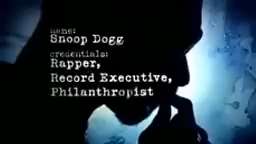 name:
Snoop Dogg
credentials:
Rapper,
Record Executive,
Philanthropist